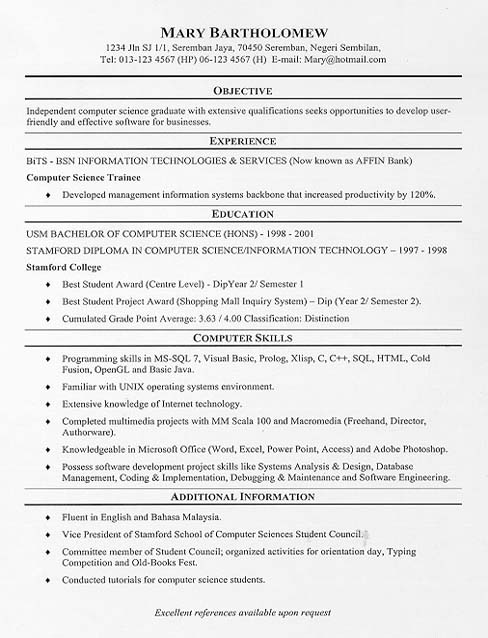 MARY BARTHOLOMEW
1234 Jln SJ 1/1, Seremban Jaya, 70450 Seremban, Negeri Sembilan,
Tel: 013-123 4567 (HP) 06-123 4567 (H)  E-mail: Mary@hotmail.com
OBJECTIVE
Independent computer science graduate with extensive qualifications seeks opportunities to develop user-
friendly and effective software for businesses.
EXPERIENCE
BiTS - BSN INFORMATION TECHNOLOGIES & SERVICES (Now known as AFFIN Bank)
Computer Science Trainee
♦ Developed management information systems backbone that increased productivity by 120%.
EDUCATION
USM BACHELOR OF COMPUTER SCIENCE (HONS) - 1998 - 2001
STAMFORD DIPLOMA IN COMPUTER SCIENCE/INFORMATION TECHNOLOGY – 1997 - 1998
Stamford College
♦ Best Student Award (Centre Level) - DipYear 2/ Semester 1
♦ Best Student Project Award (Shopping Mall Inquiry System) – Dip (Year 2/ Semester 2).
♦ Cumulated Grade Point Average: 3.63 / 4.00 Classification: Distinction
COMPUTER SKILLS
♦ Programming skills in MS-SQL 7, Visual Basic, Prolog, Xlisp, C, C++, SQL, HTML, Cold
Fusion, OpenGL and Basic Java.
♦ Familiar with UNIX operating systems environment.
♦ Extensive knowledge of Internet technology.
♦ Completed multimedia projects with MM Scala 100 and Macromedia (Freehand, Director,
Authorware).
♦ Knowledgeable in Microsoft Office (Word, Excel, Power Point, Access) and Adobe Photoshop.
♦ Possess software development project skills like Systems Analysis & Design, Database
Management, Coding & Implementation, Debugging & Maintenance and Software Engineering.
ADDITIONAL INFORMATION
♦ Fluent in English and Bahasa Malaysia.
♦ Vice President of Stamford School of Computer Sciences Student Council.
♦ Committee member of Student Council; organized activities for orientation day, Typing
Competition and Old-Books Fest.
♦ Conducted tutorials for computer science students.
Excellent references available upon request